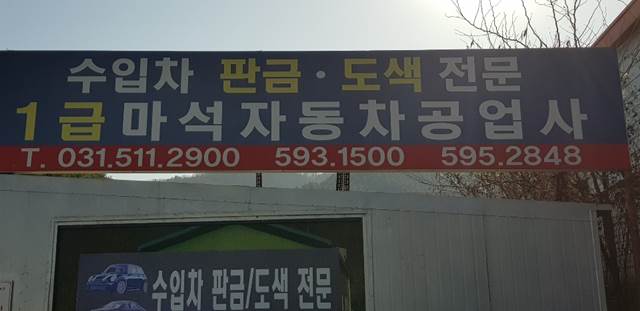 수입차 판금·도색 전문
1급마석자동차공업사
T. 031.511.2900 593.1500 595.2848
수입차 판금/도색 전문